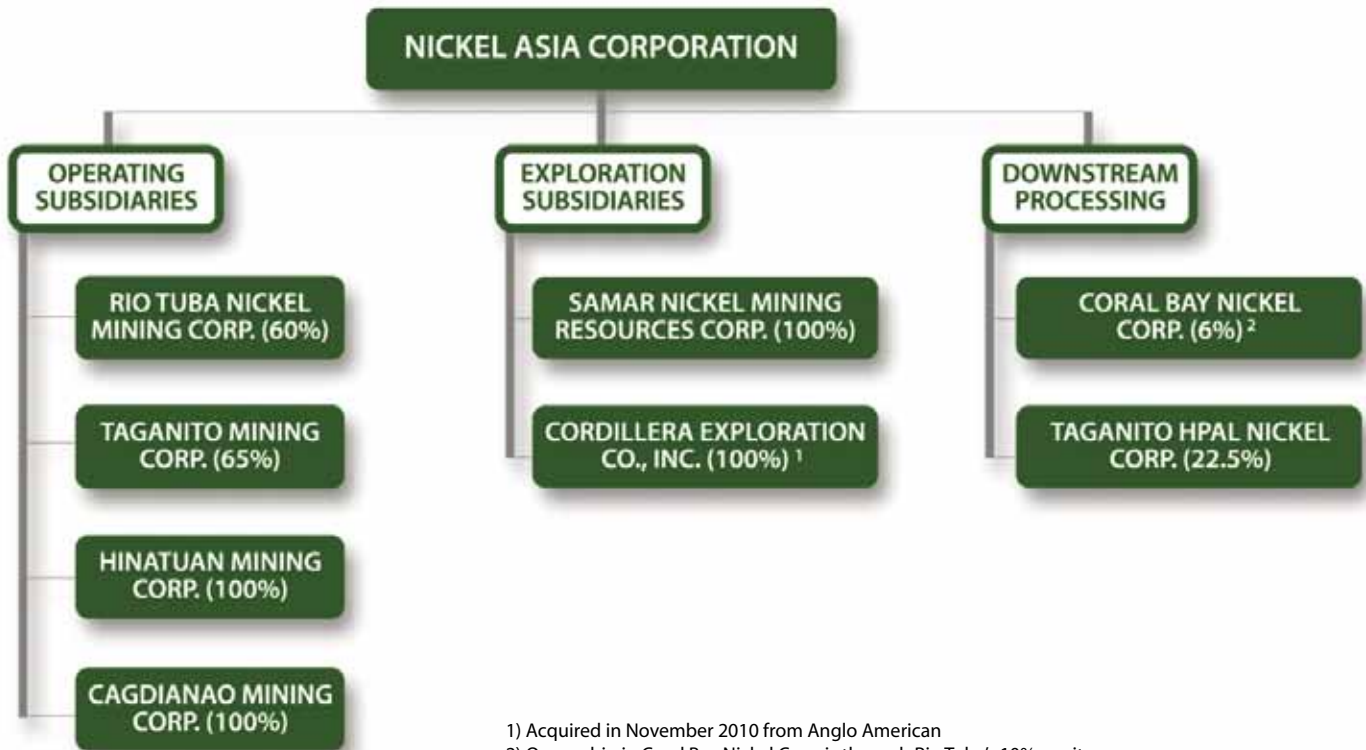 NICKEL ASIA CORPORATION
OPERATING
SUBSIDIARIES
RIO TUBA NICKEL
MINING CORP. (60%)
TAGANITO MINING
CORP. (65%)
HINATUAN MINING
CORP. (100%)
CAGDIANAO MINING
CORP. (100%)
EXPLORATION
SUBSIDIARIES
SAMAR NICKEL MINING
RESOURCES CORP. (100%)
CORDILLERA EXPLORATION
CO., INC. (100%) ¹
DOWNSTREAM
PROCESSING
CORAL BAY NICKEL
CORP. (6%) ²
TAGANITO HPAL NICKEL
CORP. (22.5%)
1) Acquired in November 2010 from Anglo American